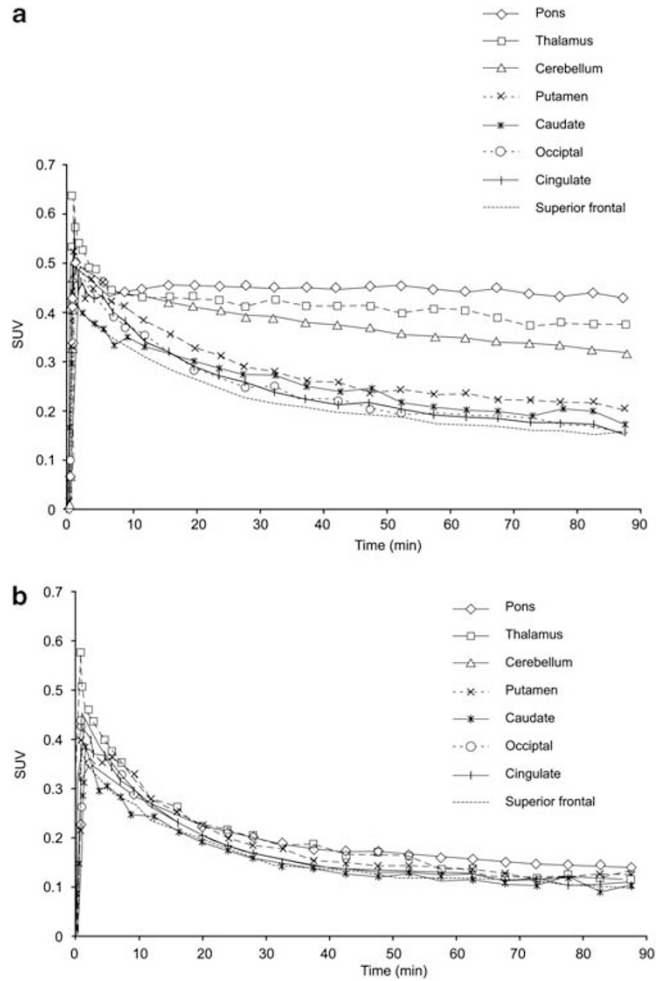 a
Pons
Thalamus
Cerebellum
Putamen
Caudate
Occiptal
Cingulate
Superior frontal
0.7
0.6
0.5
0.4
0.3
0.2
0.1
0
SUV
0 10 20 30 40 50 60 70 80 90
Time (min)
b
Pons
Thalamus
Cerebellum
Putamen
Caudate
Occiptal
Cingulate
Superior frontal
0.7
0.6
0.5
0.4
0.3
0.2
0.1
0
SUV
0 10 20 30 40 50 60 70 80 90
Time (min)